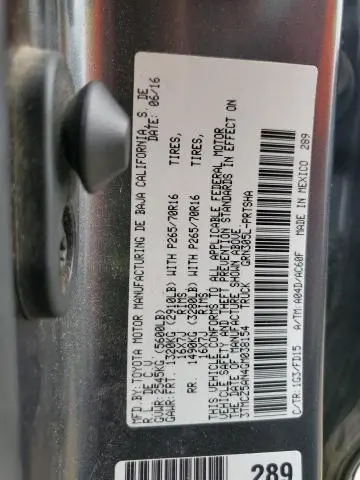 MFD.BY: TOYOTA MOTOR MANUFACTURING DE BAJA CALIFORNIA, S. DE
R.L. DE C.V. DATE: 06/16
GVWR: 2545KG (5600LB)
GAWR: FRT: 1320KG (2910LB) WITH P265/70R16 TIRES,
16X7J RIMS
RR. 1490KG (3280LB) WITH P265/70R16 TIRES,
16X7J RIMS
THIS VEHICLE CONFORMS TO ALL APPLICABLE FEDERAL MOTOR
VEHICLE SAFETY AND THEFT PREVENTION STANDARDS IN EFFECT ON
THE DATE OF MANUFACTURE SHOWN ABOVE.
3TMCZ5AN4GM038154 TRUCK GRN305L-PRTSHA
C/TR: 1G3/FD15 A/TM: A04D/AC60F MADE IN MEXICO 289
289